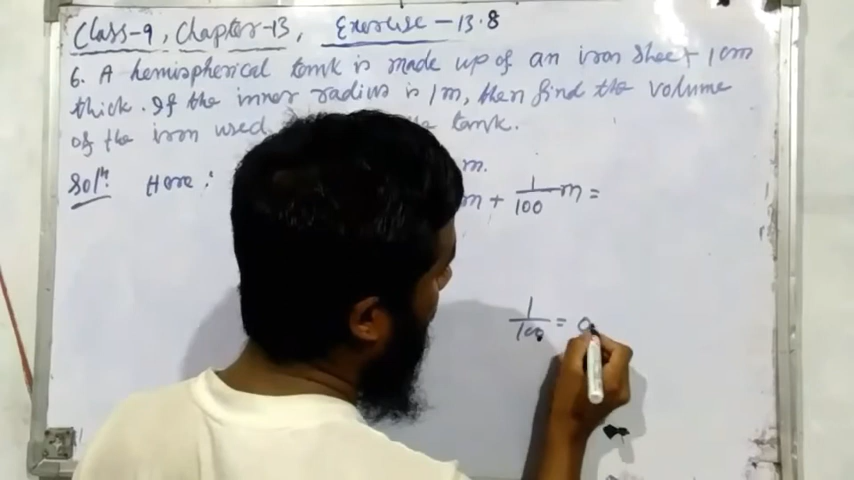 Class-9, Chapter-13, Exercise-13.8
6. A hemispherical tank is made up of an iron sheet 1cm
thick. If the inner radius is 1m, then find the volume
of the iron used the tank.
Solⁿ. Here: m.
m + 1/100 m =
1/100 = 0